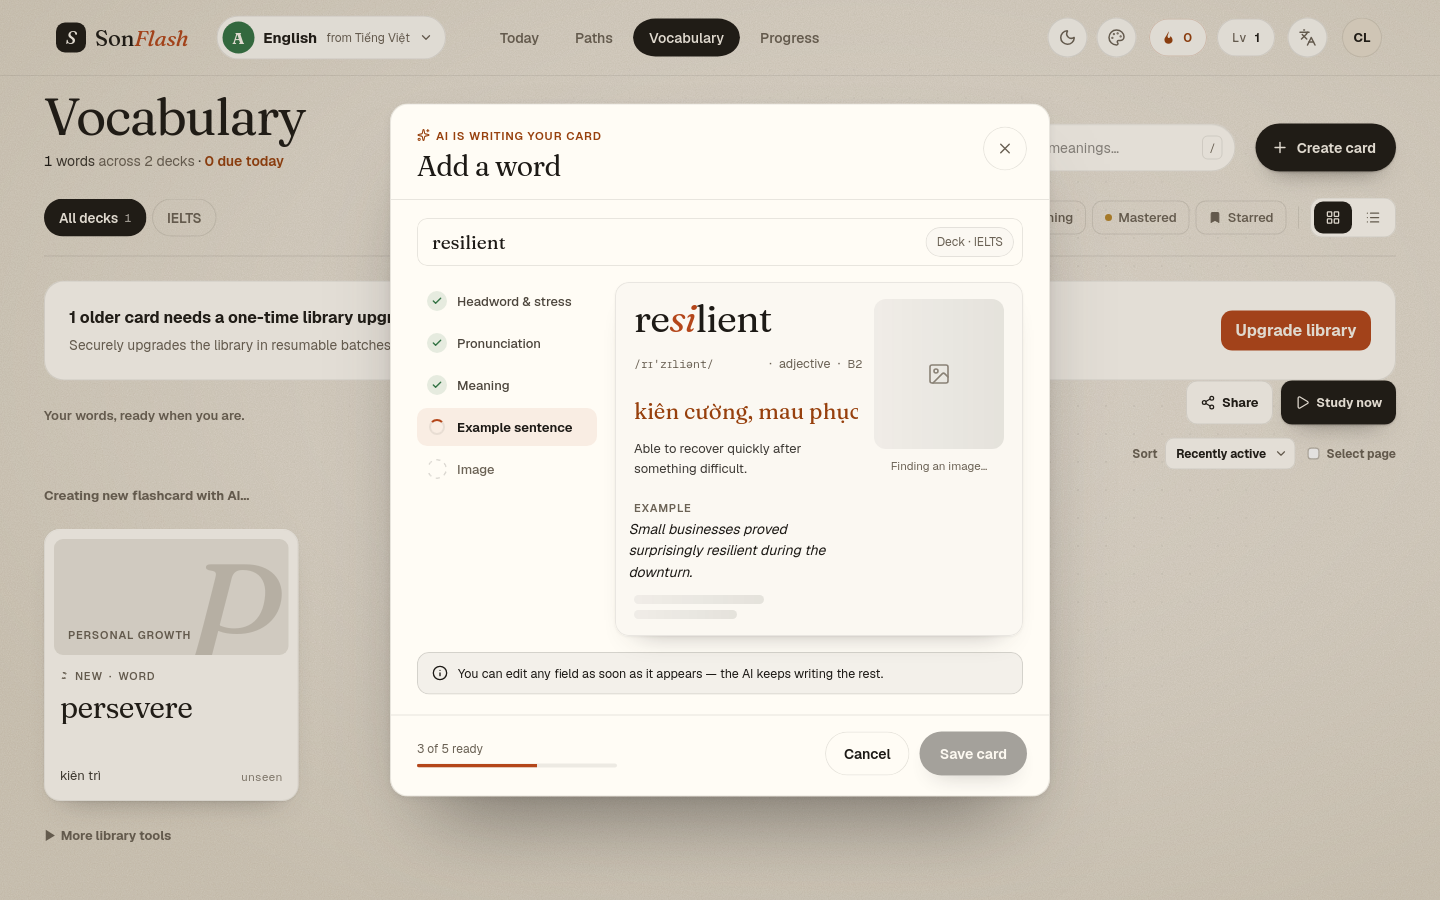 S SonFlash
A English from Tiếng Việt
Today Paths Vocabulary Progress
0
Lv 1
CL
Vocabulary
1 words across 2 decks · 0 due today
meanings... /
+ Create card
All decks 1
IELTS
Mastered
Starred
1 older card needs a one-time library
Securely upgrades the library in resumable batches
Upgrade library
Your words, ready when you are.
Share
Study now
Sort Recently active
Select page
Creating new flashcard with AI...
p
PERSONAL GROWTH
NEW · WORD
persevere
kiên trì
unseen
More library tools
AI IS WRITING YOUR CARD
Add a word
resilient
Deck · IELTS
Headword & stress
Pronunciation
Meaning
Example sentence
Image
resilient
/rɪˈzɪliənt/ · adjective · B2
kiên cường, mau phục
Able to recover quickly after
something difficult.
EXAMPLE
Small businesses proved
surprisingly resilient during the
downturn.
Finding an image...
You can edit any field as soon as it appears — the AI keeps writing the rest.
3 of 5 ready
Cancel
Save card